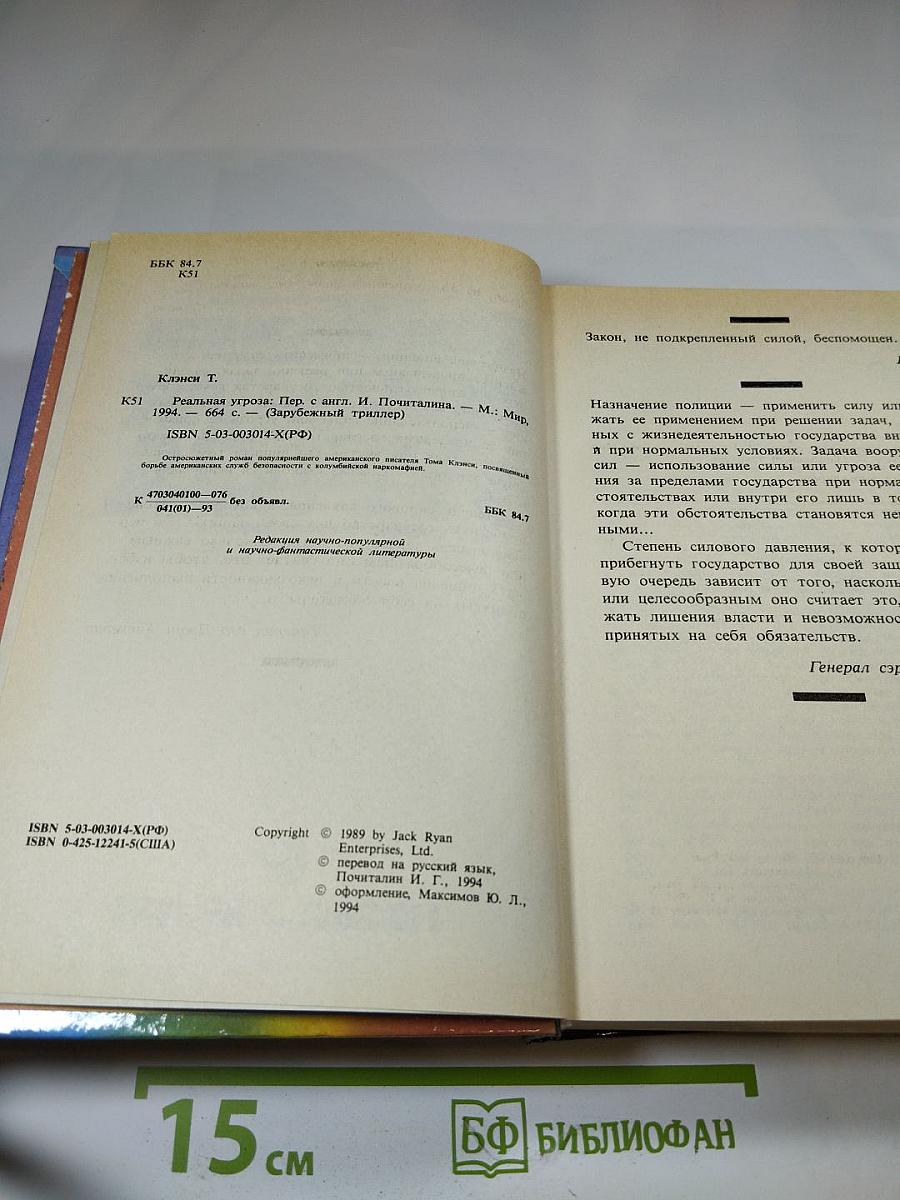 ББК 84.7
К51
Клэнси Т.
К51 Реальная угроза: Пер. с англ. И. Почиталина. — М.: Мир,
1994. — 664 с. — (Зарубежный триллер)
ISBN 5-03-003014-X(РФ)
Остросюжетный роман популярнейшего американского писателя Тома Клэнси, посвященный
борьбе американских служб безопасности с колумбийской наркомафией.
К 4703040100—076
041(01)—93 без объявл.
ББК 84.7
Редакция научно-популярной
и научно-фантастической литературы
ISBN 5-03-003014-X(РФ)
ISBN 0-425-12241-5(США)
Copyright © 1989 by Jack Ryan
Enterprises, Ltd.
© перевод на русский язык,
Почиталин И. Г., 1994
© оформление, Максимов Ю. Л.,
1994
Закон, не подкрепленный силой, беспомощен.
Назначение полиции — применить силу или
жать ее применением при решении задач,
ных с жизнедеятельностью государства вн
й при нормальных условиях. Задача воору
сил — использование силы или угроза ее
ния за пределами государства при норма
стоятельствах или внутри его лишь в то
когда эти обстоятельства становятся не
ными...
Степень силового давления, к котор
прибегнуть государство для своей защ
вую очередь зависит от того, насколь
или целесообразным оно считает это,
жать лишения власти и невозможнос
принятых на себя обязательств.
Генерал сэр
15 см
БФ БИБЛИОФАН